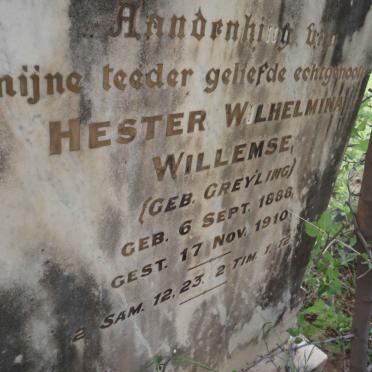 Aandenking van
mijne teeder geliefde echtgenoot
HESTER WILHELMINA
WILLEMSE,
(GEB. GREYLING)
GEB. 6 SEPT. 1888,
GEST. 17 NOV. 1910.
2 SAM. 12, 23. 2 TIM. 1, 12.